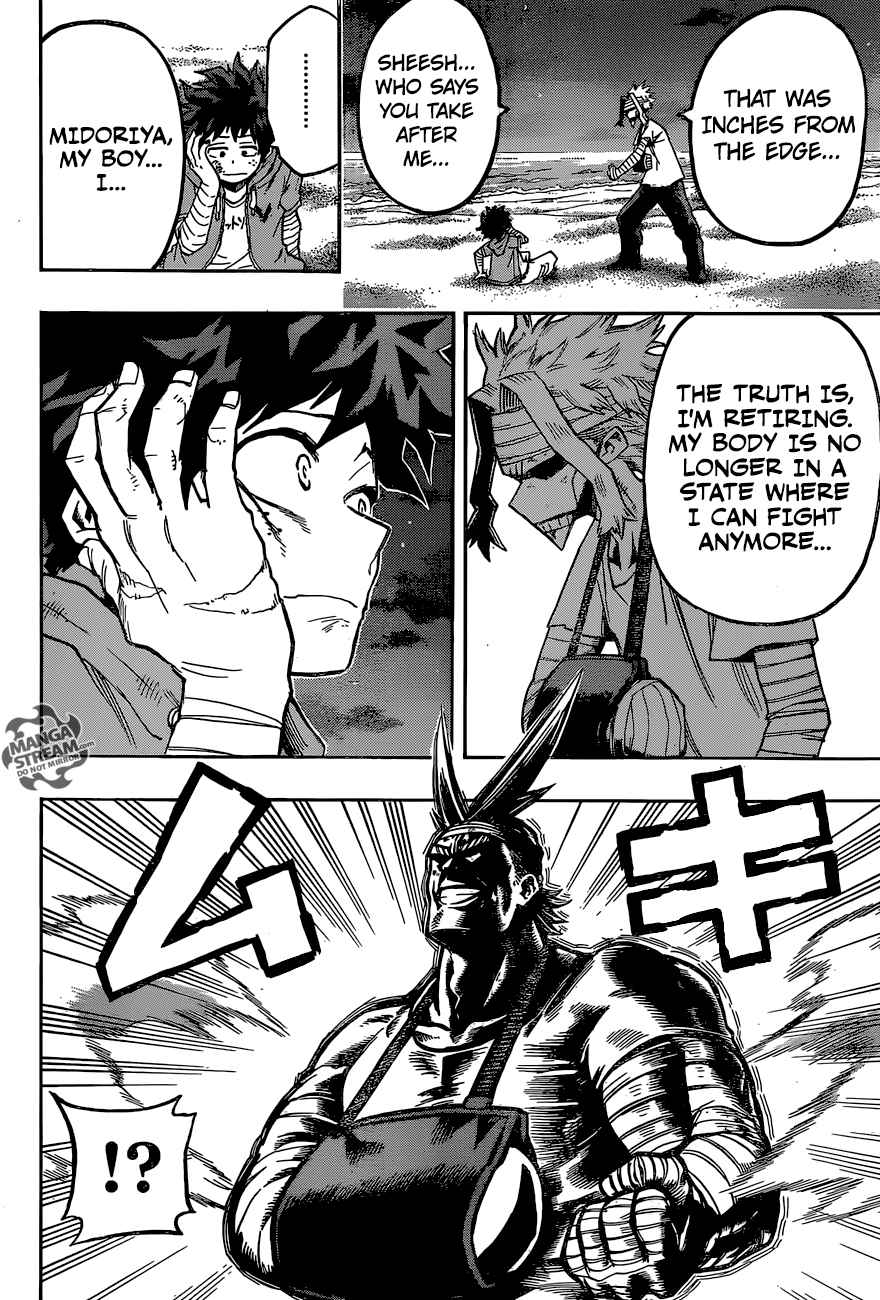 THAT WAS
INCHES FROM
THE EDGE...
SHEESH...
WHO SAYS
YOU TAKE
AFTER
ME...
..........
MIDORIYA,
MY BOY...
I...
THE TRUTH IS,
I'M RETIRING.
MY BODY IS NO
LONGER IN A
STATE WHERE
I CAN FIGHT
ANYMORE...
MANGA
STREAM.com
DO NOT MIRROR
ムキ
!?